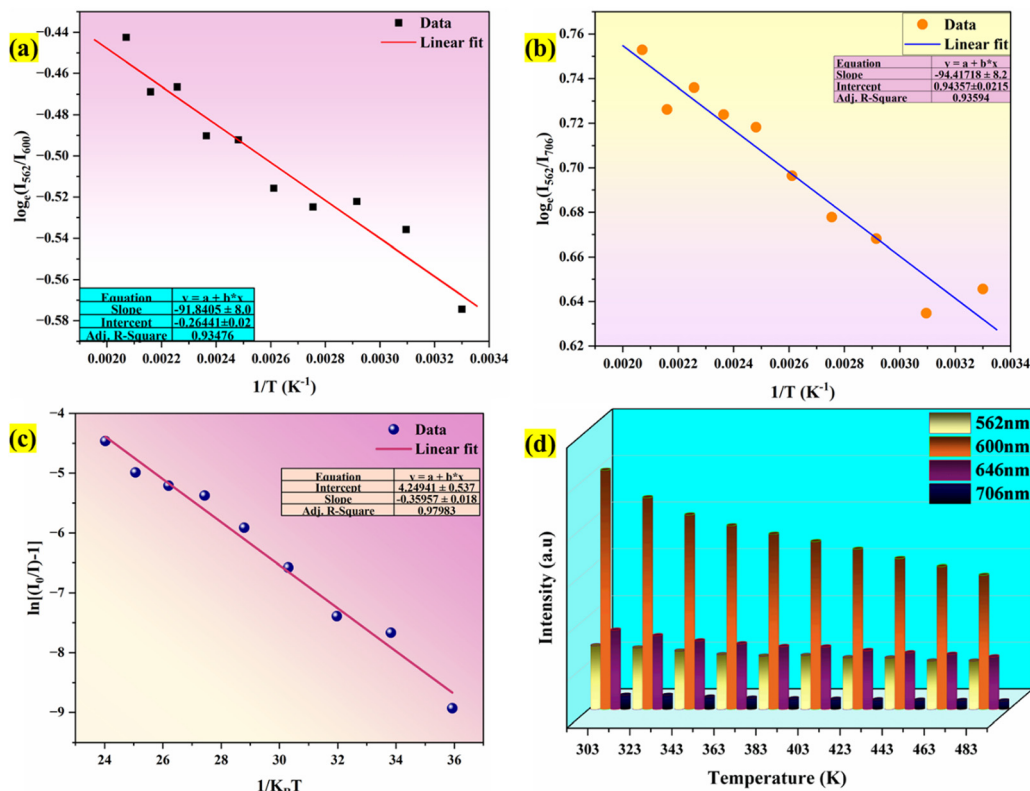 (a)
Data
Linear fit
−0.44
−0.46
−0.48
−0.50
−0.52
−0.54
−0.56
−0.58
logₑ(I₅₆₂/I₆₀₀)
Equation y = a + b*x
Slope -91.8405 ± 8.0
Intercept -0.26441±0.02
Adj. R-Square 0.93476
0.0020 0.0022 0.0024 0.0026 0.0028 0.0030 0.0032 0.0034
1/T (K⁻¹)
(b)
Data
Linear fit
0.76
0.74
0.72
0.70
0.68
0.66
0.64
0.62
logₑ(I₅₆₂/I₇₀₆)
Equation y = a + b*x
Slope -94.41718 ± 8.2
Intercept 0.94357±0.0215
Adj. R-Square 0.93594
0.0020 0.0022 0.0024 0.0026 0.0028 0.0030 0.0032 0.0034
1/T (K⁻¹)
(c)
Data
Linear fit
−4
−5
−6
−7
−8
−9
ln[(I₀/I)-1]
Equation y = a + b*x
Intercept 4.24941 ± 0.537
Slope -0.35957 ± 0.018
Adj. R-Square 0.97983
24 26 28 30 32 34 36
1/K_BT
(d)
562nm
600nm
646nm
706nm
Intensity (a.u)
303 323 343 363 383 403 423 443 463 483
Temperature (K)